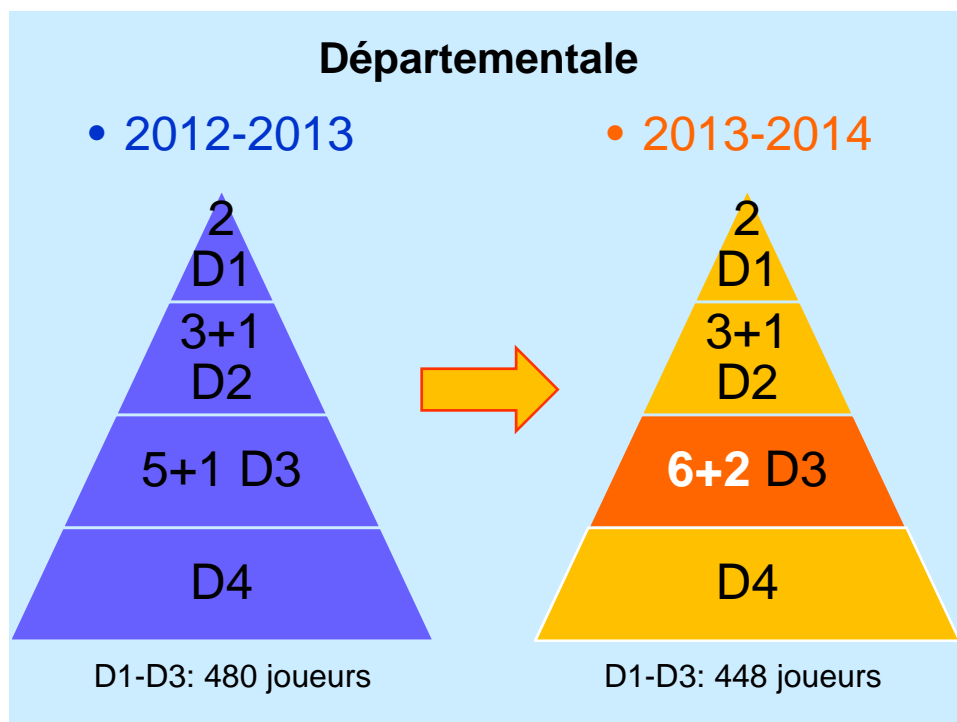 Départementale
• 2012-2013
2
D1
3+1
D2
5+1 D3
D4
D1-D3: 480 joueurs
• 2013-2014
2
D1
3+1
D2
6+2 D3
D4
D1-D3: 448 joueurs